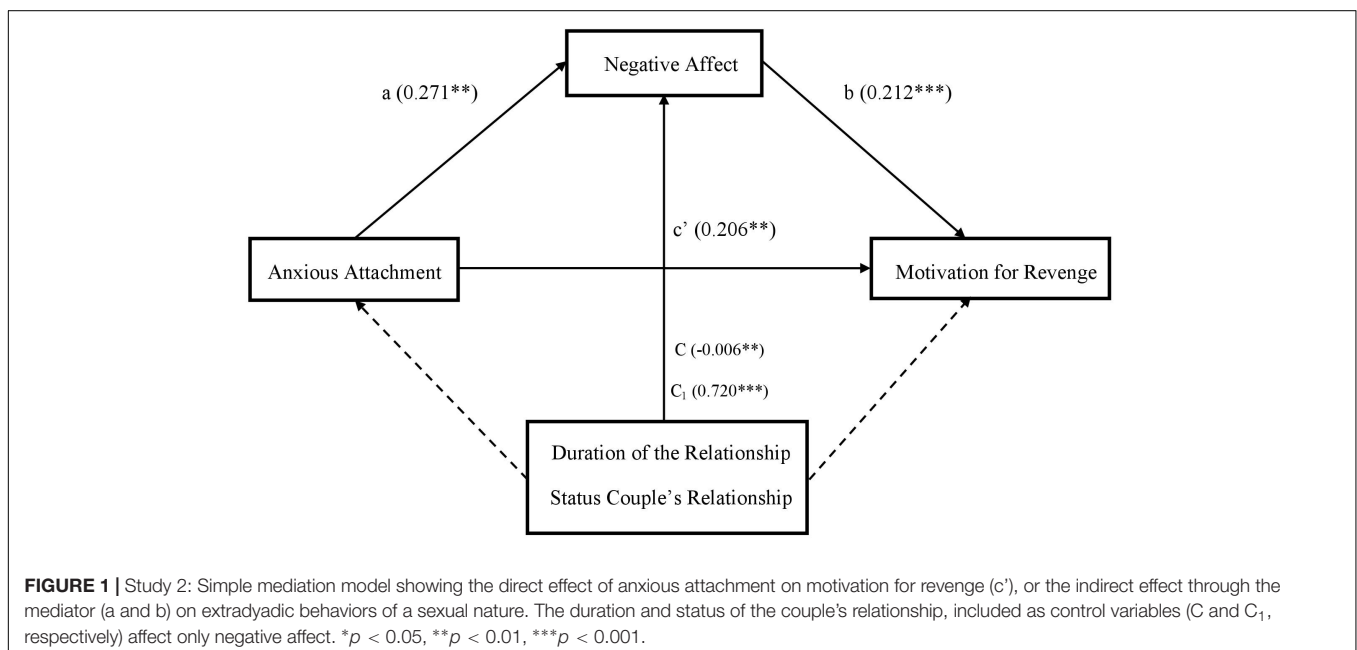 Negative Affect
a (0.271**)
b (0.212***)
c’ (0.206**)
Anxious Attachment
Motivation for Revenge
C (-0.006**)
C₁ (0.720***)
Duration of the Relationship
Status Couple’s Relationship
FIGURE 1 | Study 2: Simple mediation model showing the direct effect of anxious attachment on motivation for revenge (c’), or the indirect effect through the
mediator (a and b) on extradyadic behaviors of a sexual nature. The duration and status of the couple’s relationship, included as control variables (C and C₁,
respectively) affect only negative affect. *p < 0.05, **p < 0.01, ***p < 0.001.